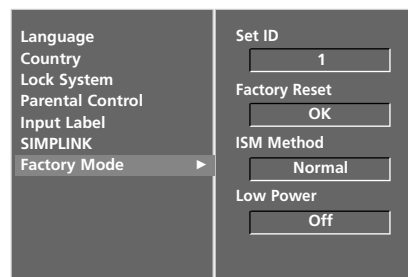 Language
Country
Lock System
Parental Control
Input Label
SIMPLINK
Factory Mode ►
Set ID
1
Factory Reset
OK
ISM Method
Normal
Low Power
Off